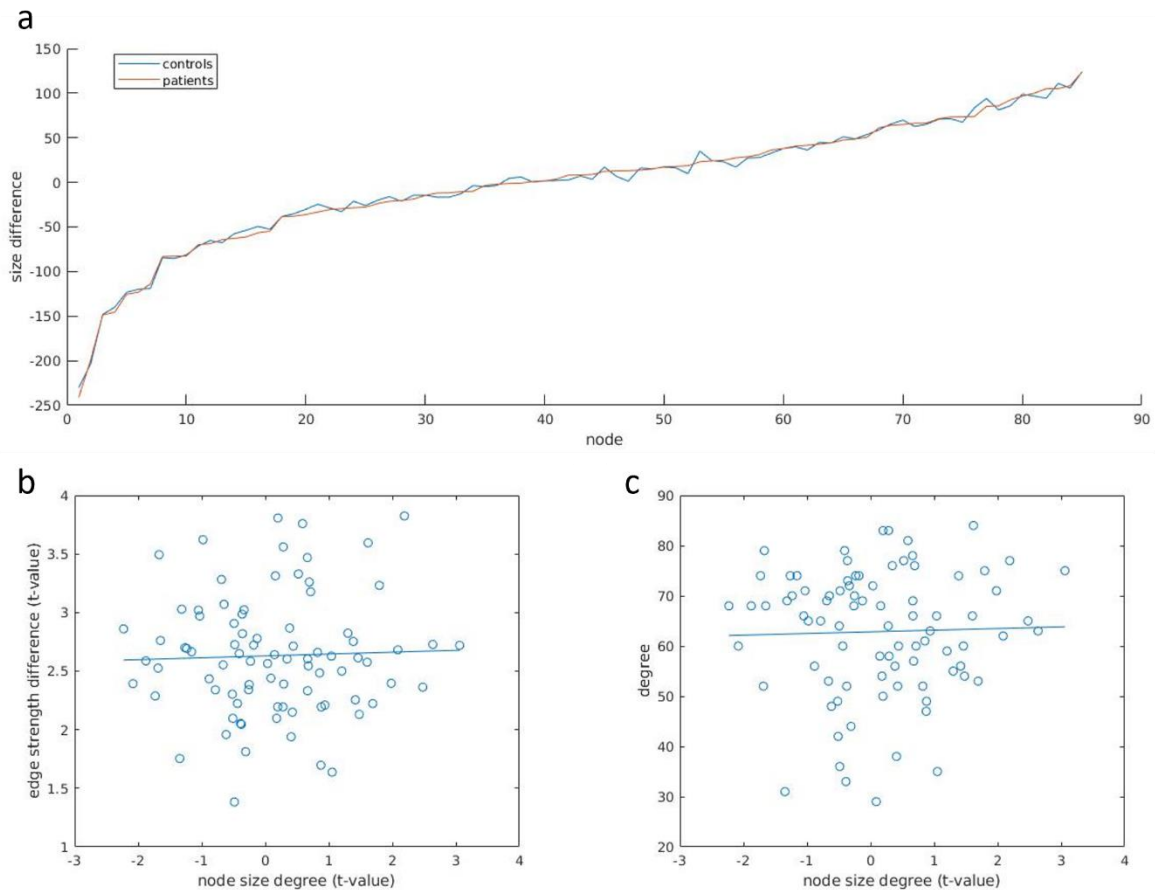 a
150
100
50
0
-50
-100
-150
-200
-250
size difference
controls
patients
0 10 20 30 40 50 60 70 80 90
node
b
4
3.5
3
2.5
2
1.5
1
edge strength difference (t-value)
-3 -2 -1 0 1 2 3 4
node size degree (t-value)
c
90
80
70
60
50
40
30
20
degree
-3 -2 -1 0 1 2 3 4
node size degree (t-value)